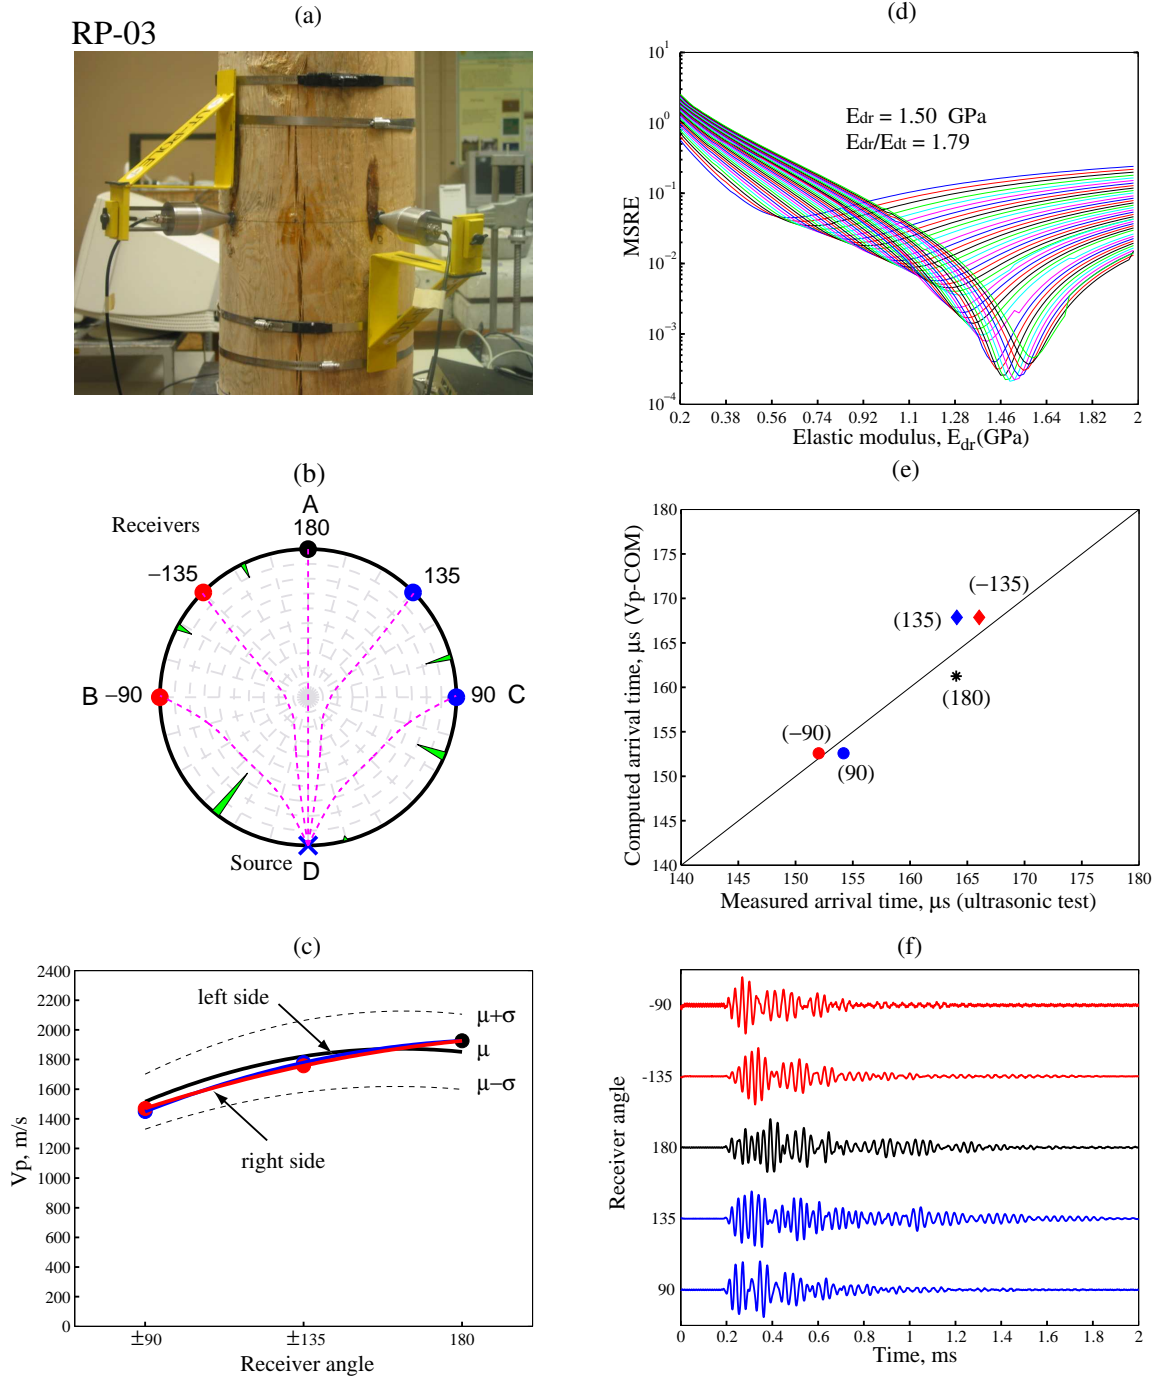 (a)
RP-03
(b)
A
Receivers
180
−135
135
B
−90
90
C
Source
D
(c)
2400
2200
2000
1800
1600
1400
1200
1000
800
600
400
200
0
Vp, m/s
left side
right side
μ+σ
μ
μ−σ
±90
±135
180
Receiver angle
(d)
10^1
10^0
10^−1
10^−2
10^−3
10^−4
MSRE
Edr = 1.50 GPa
Edr/Edt = 1.79
0.2 0.38 0.56 0.74 0.92 1.1 1.28 1.46 1.64 1.82 2
Elastic modulus, E_dr(GPa)
(e)
180
175
170
165
160
155
150
145
140
Computed arrival time, μs (Vp-COM)
(−135)
(135)
(180)
(−90)
(90)
140 145 150 155 160 165 170 175 180
Measured arrival time, μs (ultrasonic test)
(f)
-90
-135
180
135
90
Receiver angle
0 0.2 0.4 0.6 0.8 1 1.2 1.4 1.6 1.8 2
Time, ms